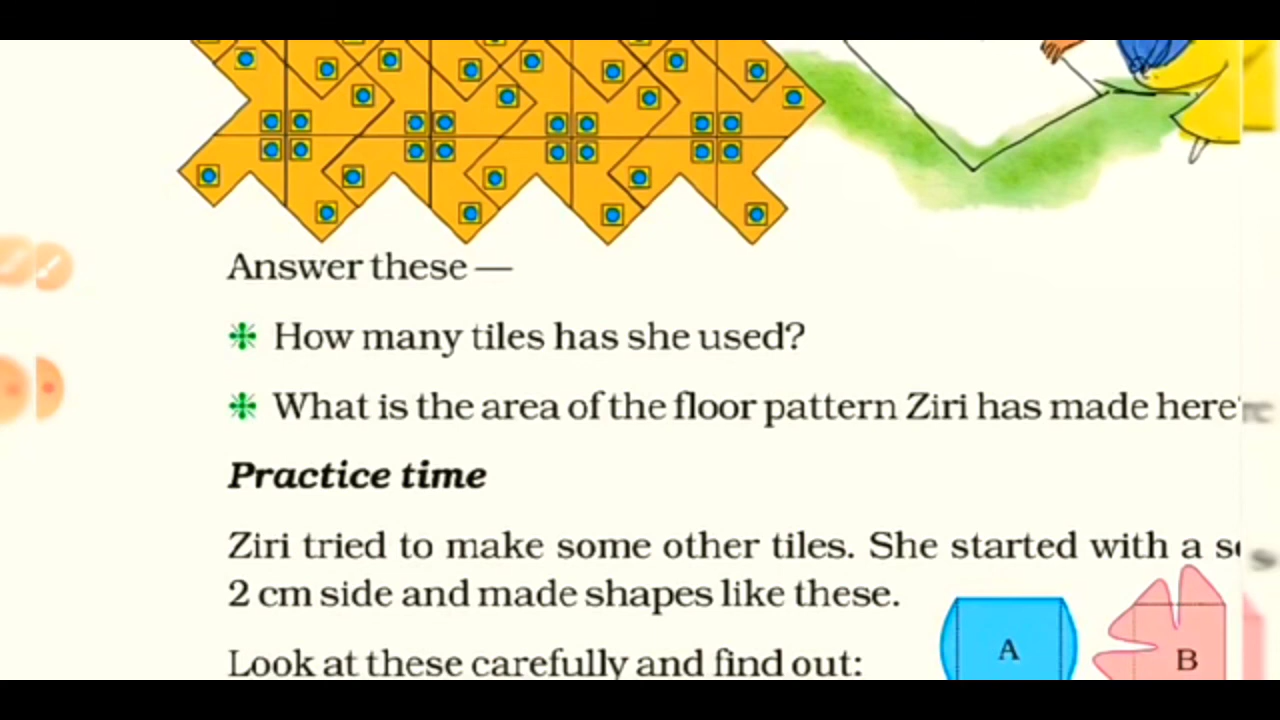 Answer these —
How many tiles has she used?
What is the area of the floor pattern Ziri has made here
Practice time
Ziri tried to make some other tiles. She started with a
2 cm side and made shapes like these.
Look at these carefully and find out:
A
B